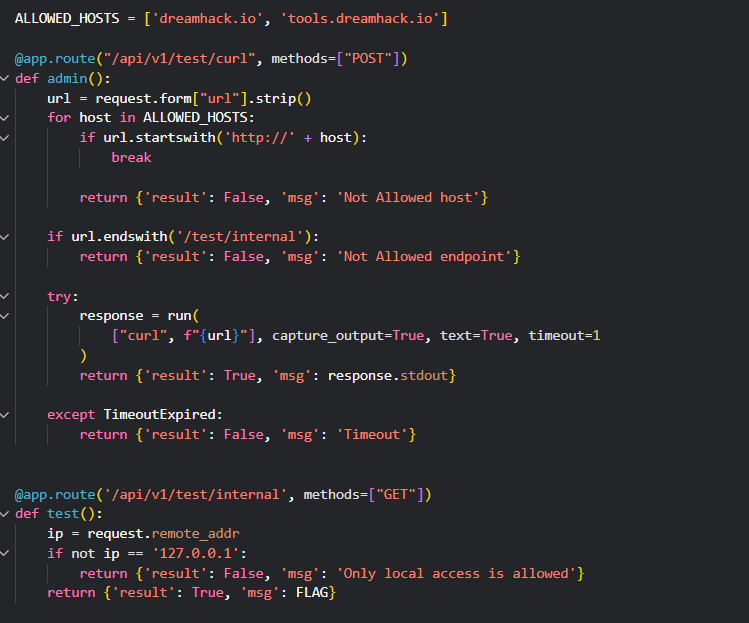 ALLOWED_HOSTS = ['dreamhack.io', 'tools.dreamhack.io']
@app.route("/api/v1/test/curl", methods=["POST"])
def admin():
    url = request.form["url"].strip()
    for host in ALLOWED_HOSTS:
        if url.startswith('http://' + host):
            break
        return {'result': False, 'msg': 'Not Allowed host'}
    if url.endswith('/test/internal'):
        return {'result': False, 'msg': 'Not Allowed endpoint'}
    try:
        response = run(
            ["curl", f"{url}"], capture_output=True, text=True, timeout=1
        )
        return {'result': True, 'msg': response.stdout}
    except TimeoutExpired:
        return {'result': False, 'msg': 'Timeout'}
@app.route('/api/v1/test/internal', methods=["GET"])
def test():
    ip = request.remote_addr
    if not ip == '127.0.0.1':
        return {'result': False, 'msg': 'Only local access is allowed'}
    return {'result': True, 'msg': FLAG}